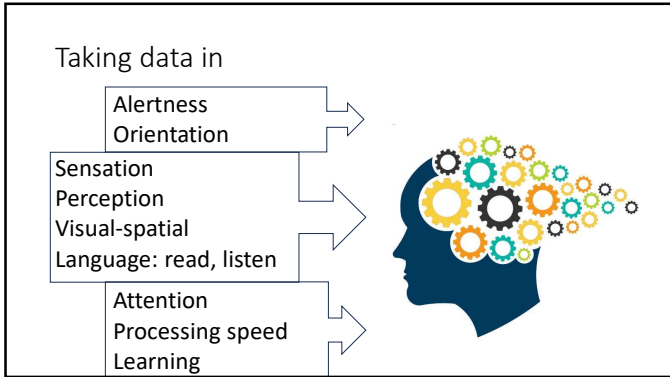 Taking data in
Alertness
Orientation
Sensation
Perception
Visual-spatial
Language: read, listen
Attention
Processing speed
Learning